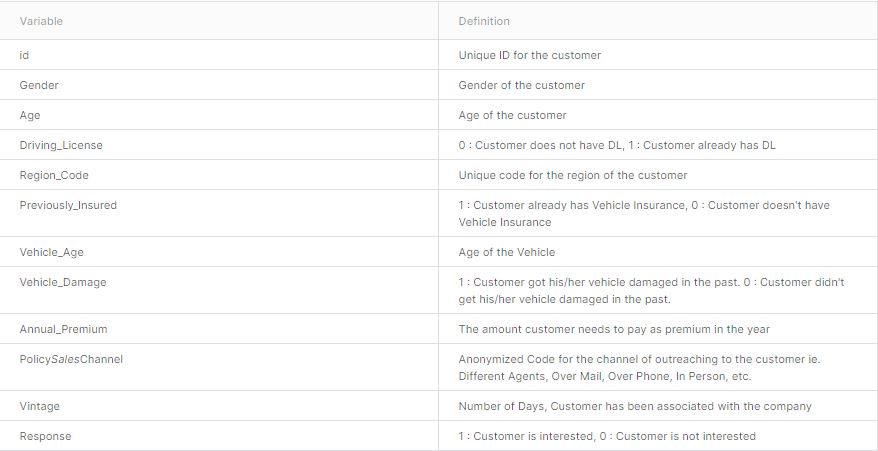 Variable Definition
id Unique ID for the customer
Gender Gender of the customer
Age Age of the customer
Driving_License 0 : Customer does not have DL, 1 : Customer already has DL
Region_Code Unique code for the region of the customer
Previously_Insured 1 : Customer already has Vehicle Insurance, 0 : Customer doesn't have
Vehicle Insurance
Vehicle_Age Age of the Vehicle
Vehicle_Damage 1 : Customer got his/her vehicle damaged in the past. 0 : Customer didn't
get his/her vehicle damaged in the past.
Annual_Premium The amount customer needs to pay as premium in the year
PolicySalesChannel Anonymized Code for the channel of outreaching to the customer ie.
Different Agents, Over Mail, Over Phone, In Person, etc.
Vintage Number of Days, Customer has been associated with the company
Response 1 : Customer is interested, 0 : Customer is not interested